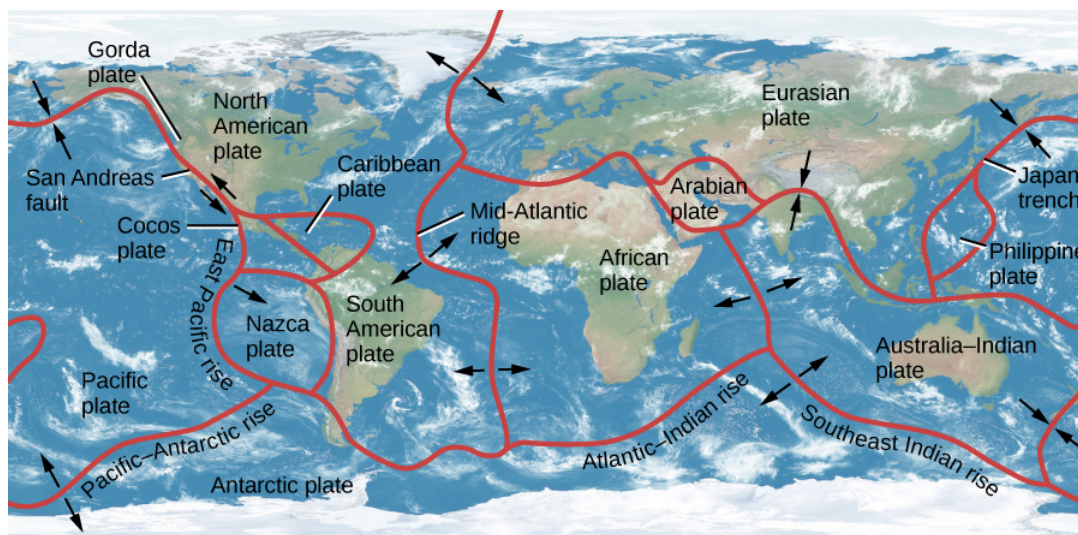 Gorda
plate
North
American
plate
Eurasian
plate
San Andreas
fault
Caribbean
plate
Arabian
plate
Japan
trench
Cocos
plate
Mid-Atlantic
ridge
African
plate
Philippine
plate
East Pacific rise
Nazca
plate
South
American
plate
Australia–Indian
plate
Pacific
plate
Pacific–Antarctic rise
Atlantic–Indian rise
Southeast Indian rise
Antarctic plate